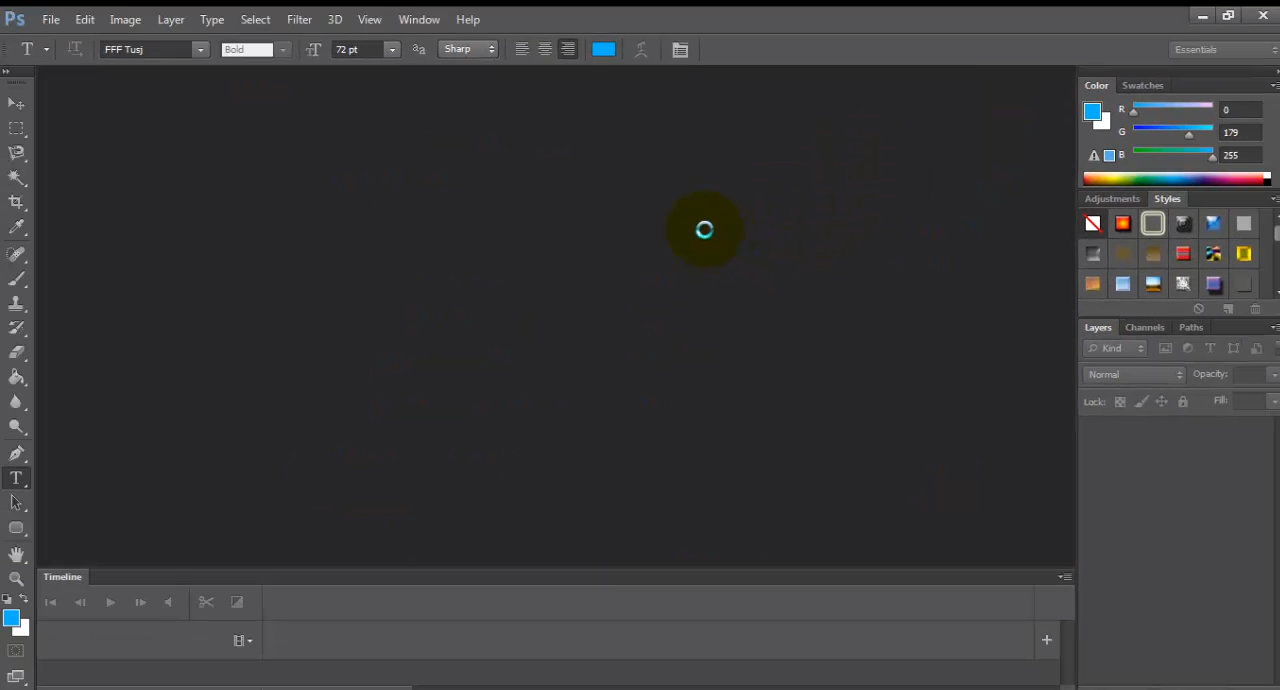 Ps File Edit Image Layer Type Select Filter 3D View Window Help
T FFF Tusj Bold 72 pt Sharp Essentials
Color Swatches
R 0
G 179
B 255
Adjustments Styles
Layers Channels Paths
Kind
Normal Opacity:
Lock: Fill:
Timeline